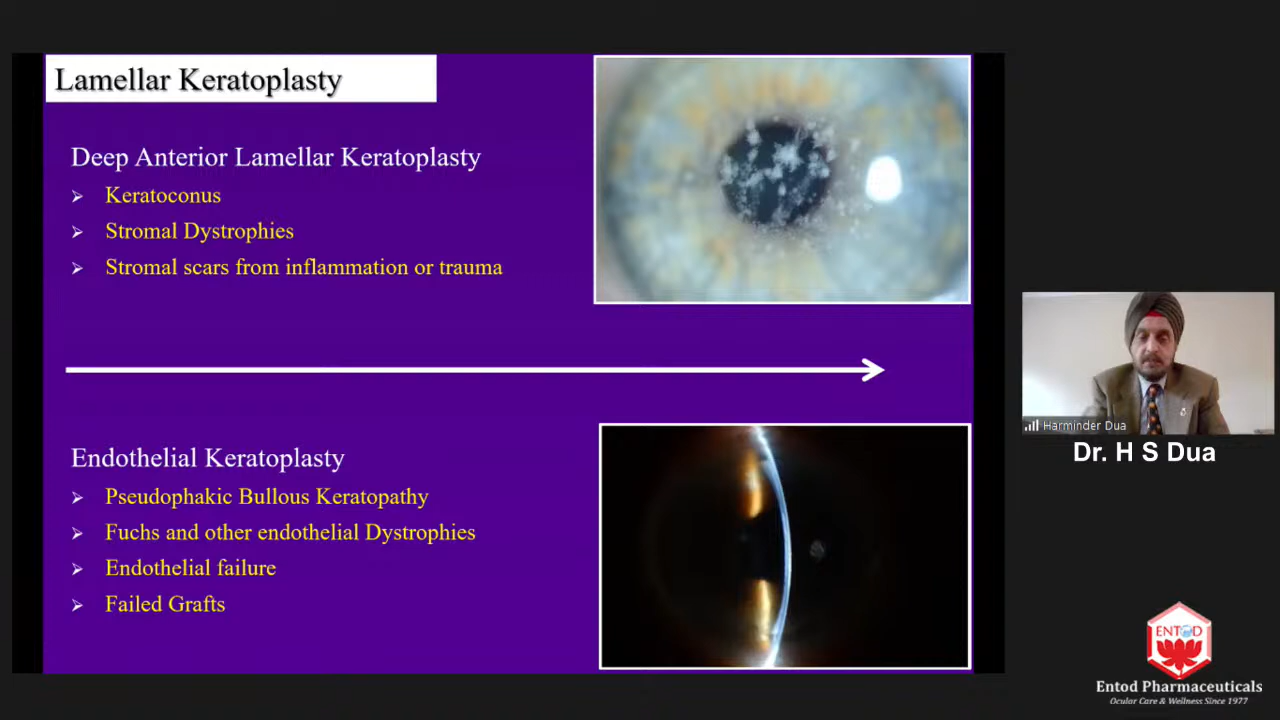 Lamellar Keratoplasty
Deep Anterior Lamellar Keratoplasty
Keratoconus
Stromal Dystrophies
Stromal scars from inflammation or trauma
Endothelial Keratoplasty
Pseudophakic Bullous Keratopathy
Fuchs and other endothelial Dystrophies
Endothelial failure
Failed Grafts
Harminder Dua
Dr. H S Dua
ENTOD
Entod Pharmaceuticals
Ocular Care & Wellness Since 1977